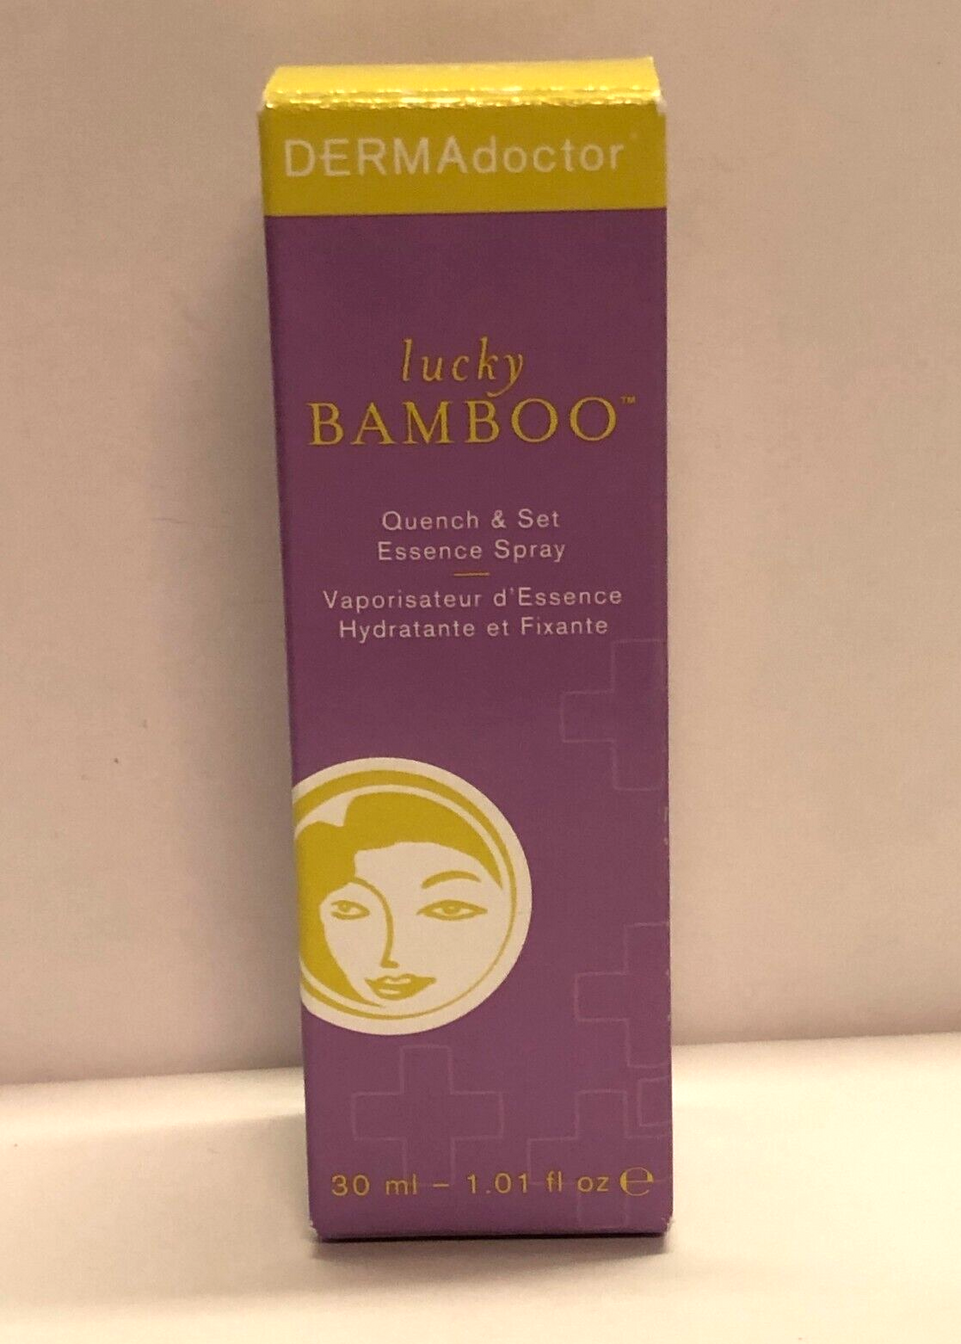 DERMAdoctor
lucky
BAMBOO™
Quench & Set
Essence Spray
Vaporisateur d'Essence
Hydratante et Fixante
30 ml – 1.01 fl oz ℮